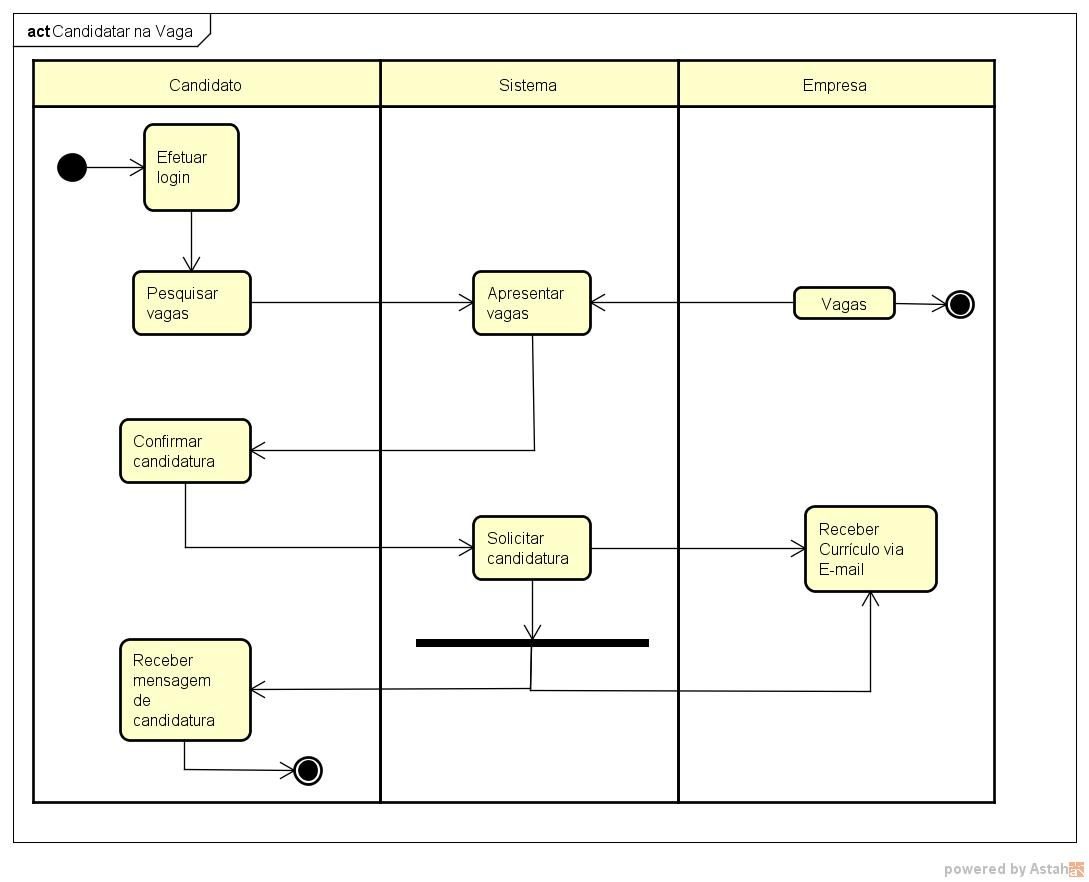 act Candidatar na Vaga
Candidato
Sistema
Empresa
Efetuar
login
Pesquisar
vagas
Apresentar
vagas
Vagas
Confirmar
candidatura
Solicitar
candidatura
Receber
Currículo via
E-mail
Receber
mensagem
de
candidatura
powered by Astah